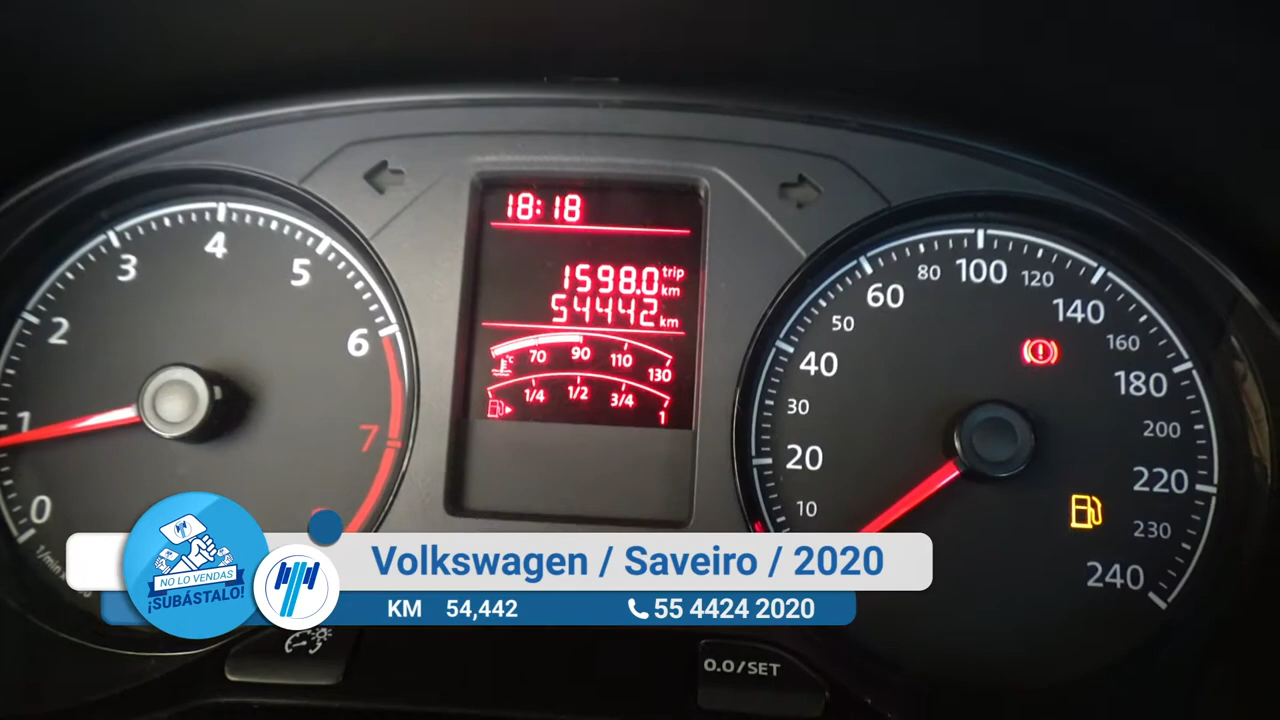 18:18
1598.0 trip km
54442 km
70 90 110 130
°C
1/4 1/2 3/4 1
0 1 2 3 4 5 6 7
1/min x
10 20 30 40 50 60 80 100 120 140 160 180 200 220 230 240
NO LO VENDAS
¡SUBÁSTALO!
Volkswagen / Saveiro / 2020
KM 54,442 55 4424 2020
0.0/SET